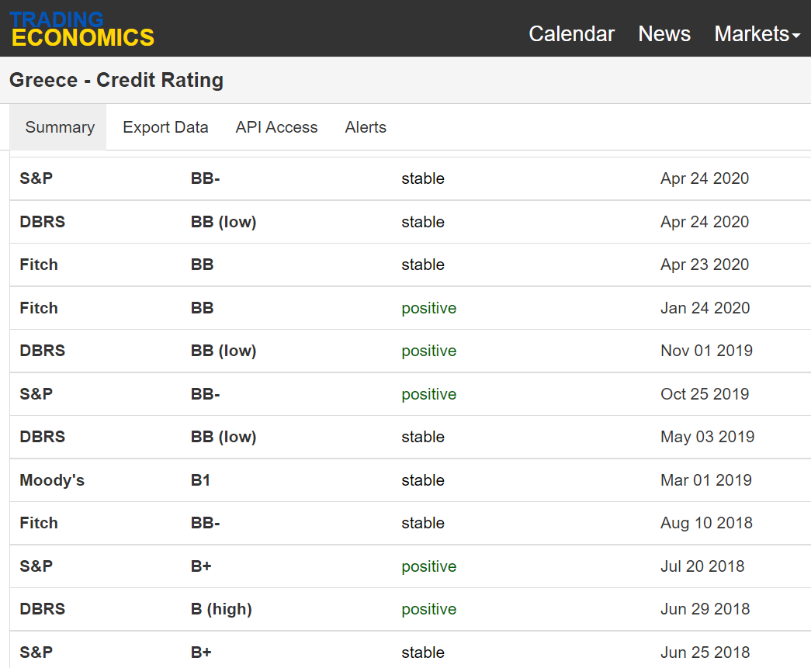 TRADING
ECONOMICS
Calendar News Markets
Greece - Credit Rating
Summary Export Data API Access Alerts
S&P BB- stable Apr 24 2020
DBRS BB (low) stable Apr 24 2020
Fitch BB stable Apr 23 2020
Fitch BB positive Jan 24 2020
DBRS BB (low) positive Nov 01 2019
S&P BB- positive Oct 25 2019
DBRS BB (low) stable May 03 2019
Moody's B1 stable Mar 01 2019
Fitch BB- stable Aug 10 2018
S&P B+ positive Jul 20 2018
DBRS B (high) positive Jun 29 2018
S&P B+ stable Jun 25 2018